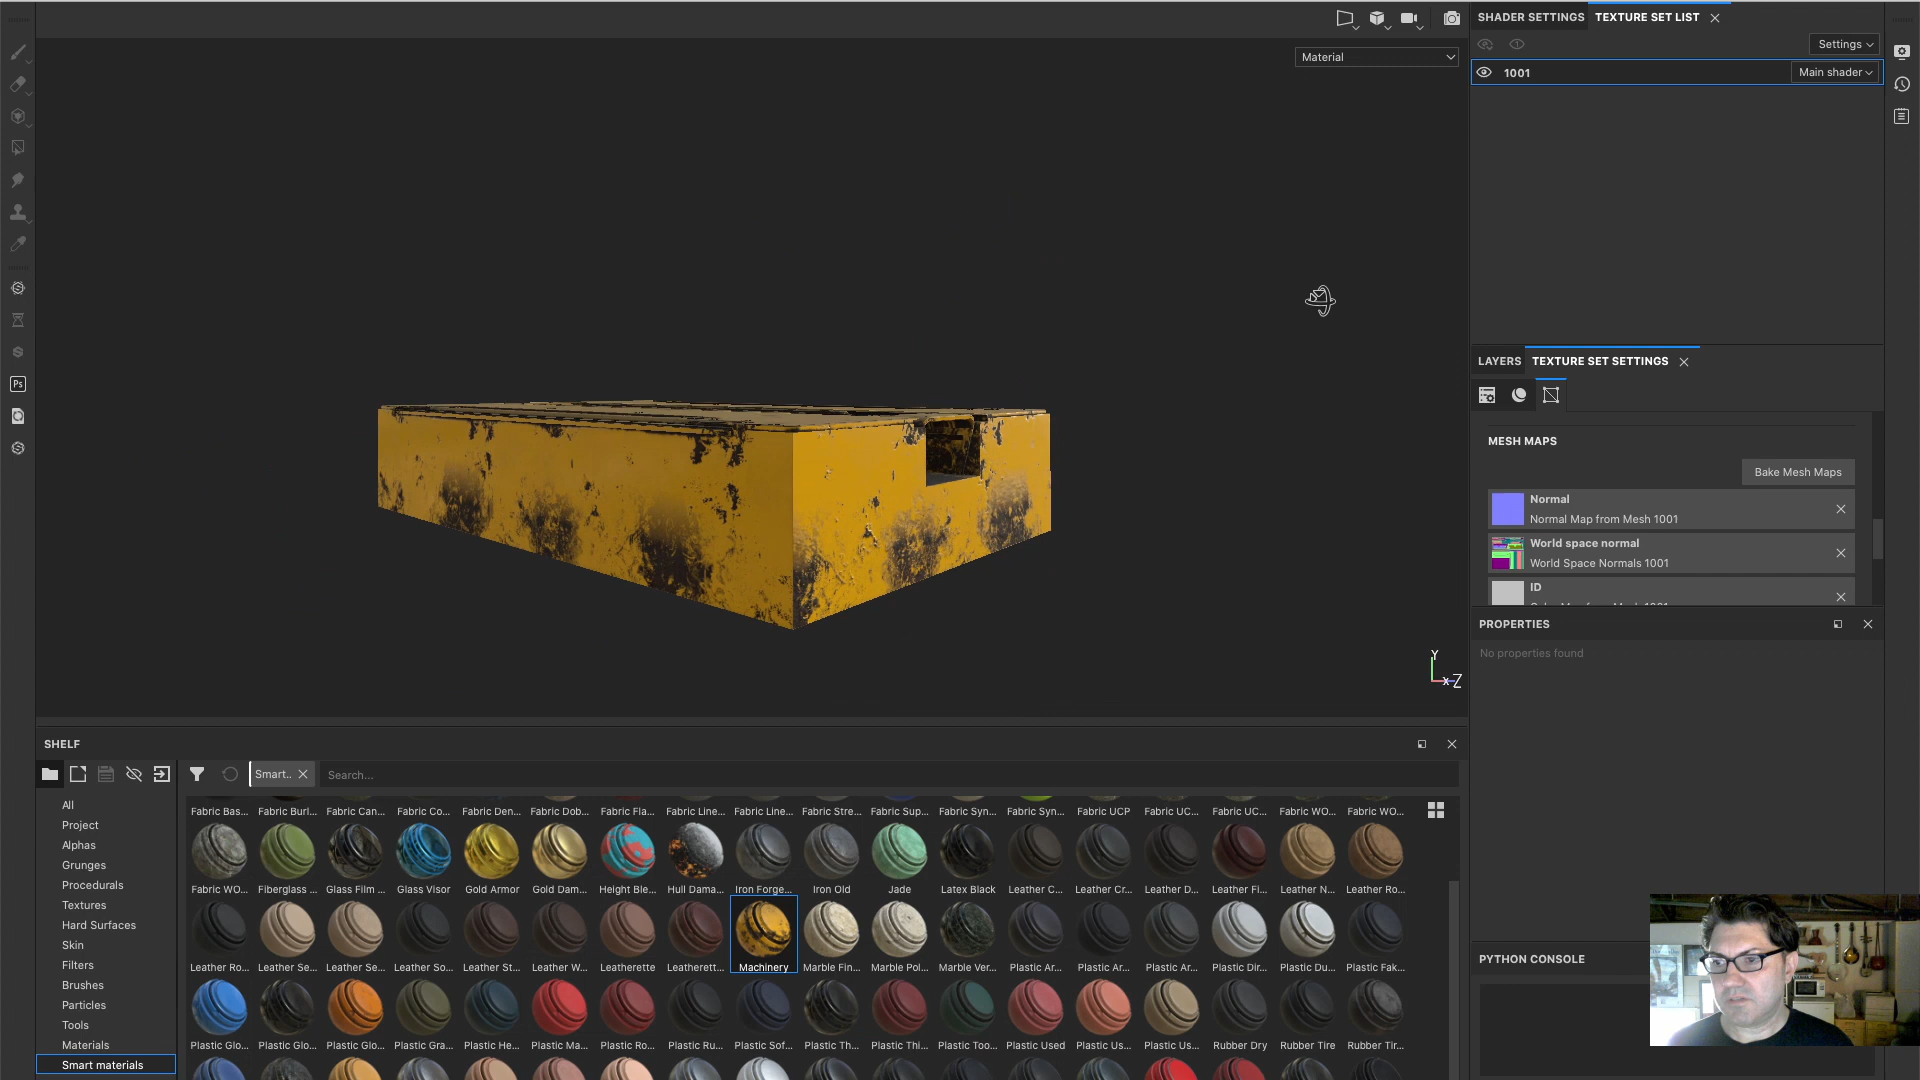 SHADER SETTINGS
TEXTURE SET LIST
Material
Settings
1001
Main shader
LAYERS
TEXTURE SET SETTINGS
MESH MAPS
Bake Mesh Maps
Normal
Normal Map from Mesh 1001
World space normal
World Space Normals 1001
ID
PROPERTIES
No properties found
Y
X Z
Ps
SHELF
Smart..
Search...
All
Project
Alphas
Grunges
Procedurals
Textures
Hard Surfaces
Skin
Filters
Brushes
Particles
Tools
Materials
Smart materials
Fabric Bas... Fabric Burl... Fabric Can... Fabric Co... Fabric Den... Fabric Dob... Fabric Fla... Fabric Line... Fabric Line... Fabric Stre... Fabric Sup... Fabric Syn... Fabric Syn... Fabric UCP Fabric UC... Fabric UC... Fabric WO... Fabric WO...
Fabric WO... Fiberglass ... Glass Film ... Glass Visor Gold Armor Gold Dam... Height Ble... Hull Dama... Iron Forge... Iron Old Jade Latex Black Leather C... Leather Cr... Leather D... Leather Fi... Leather N... Leather Ro...
Leather Ro... Leather Se... Leather Se... Leather So... Leather St... Leather W... Leatherette Leatherett... Machinery Marble Fin... Marble Pol... Marble Ver... Plastic Ar... Plastic Ar... Plastic Ar... Plastic Dir... Plastic Du... Plastic Fak...
Plastic Glo... Plastic Glo... Plastic Glo... Plastic Gra... Plastic He... Plastic Ma... Plastic Ro... Plastic Ru... Plastic Sof... Plastic Th... Plastic Thi... Plastic Too... Plastic Used Plastic Us... Plastic Us... Rubber Dry Rubber Tire Rubber Tir...
PYTHON CONSOLE